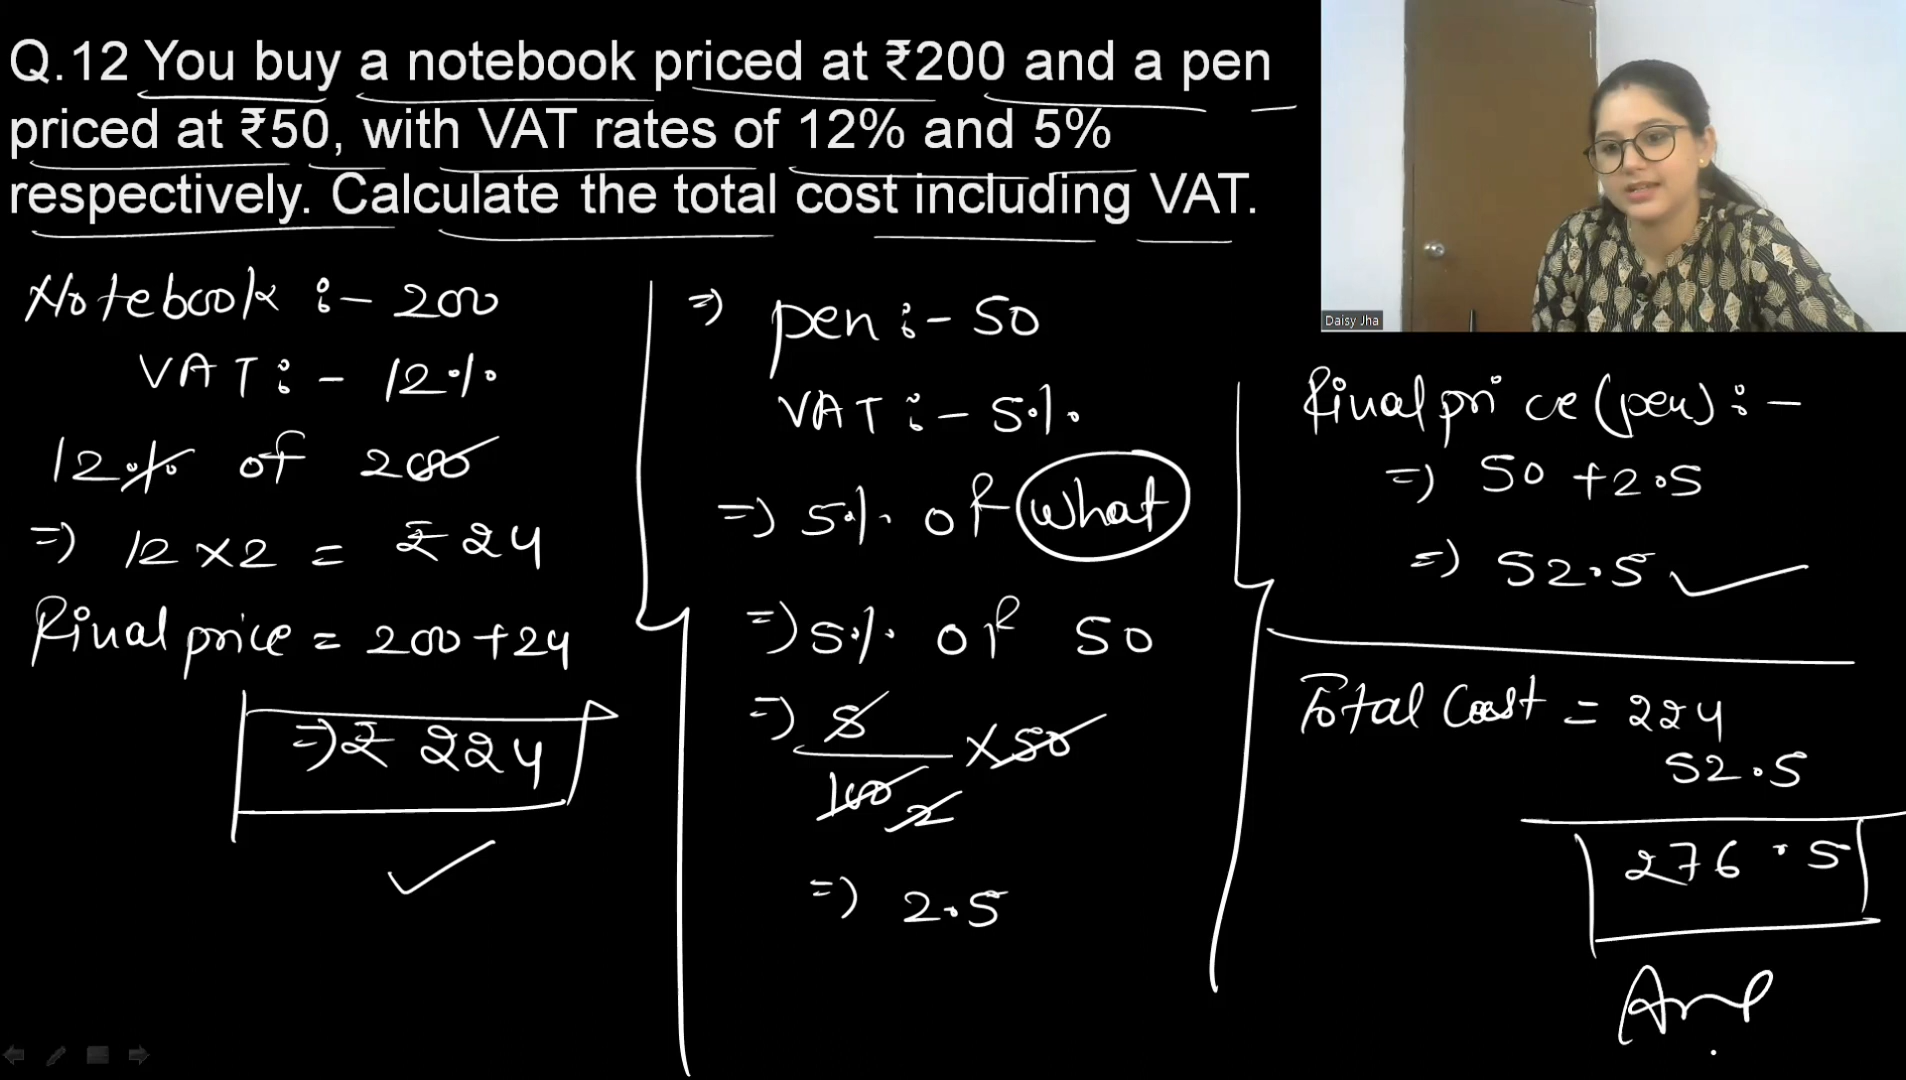 Q.12 You buy a notebook priced at ₹200 and a pen
priced at ₹50, with VAT rates of 12% and 5%
respectively. Calculate the total cost including VAT.
Daisy Jha
Notebook :- 200
VAT :- 12%
12% of 200
=> 12 × 2 = ₹ 24
Final price = 200 + 24
=> ₹ 224
=> pen :- 50
VAT :- 5%
=> 5% of what
=> 5% of 50
=> 5/100 2 × 50
=> 2.5
Final price (pen) :-
=> 50 + 2.5
=> 52.5
Total Cost = 224
52.5
276.5
Ans